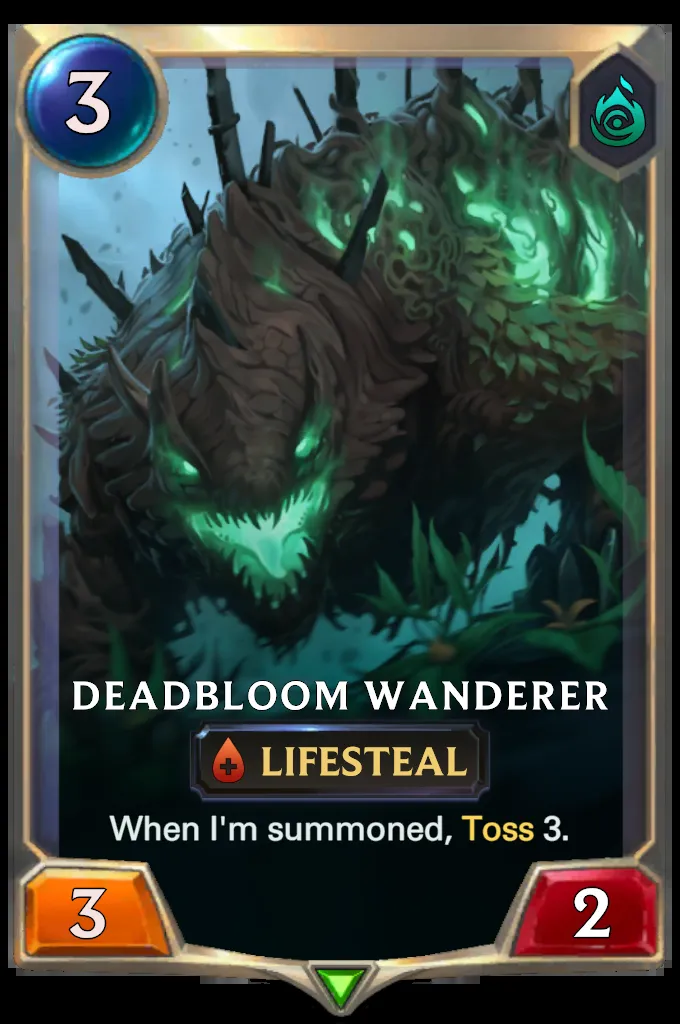 3
DEADBLOOM WANDERER
LIFESTEAL
When I'm summoned, Toss 3.
3
2